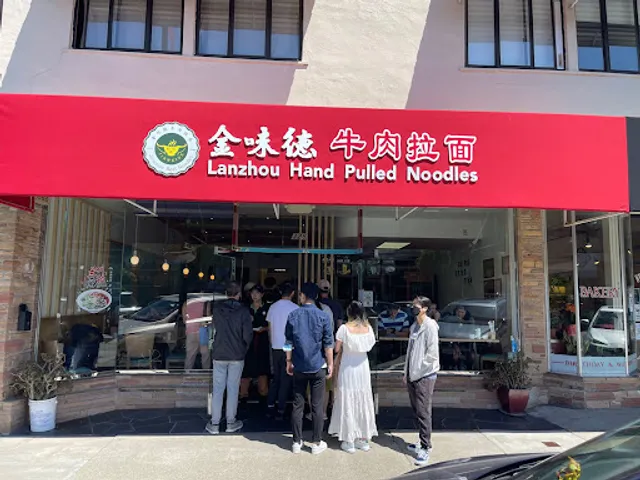 金味德 牛肉拉面
Lanzhou Hand Pulled Noodles
BAKERY